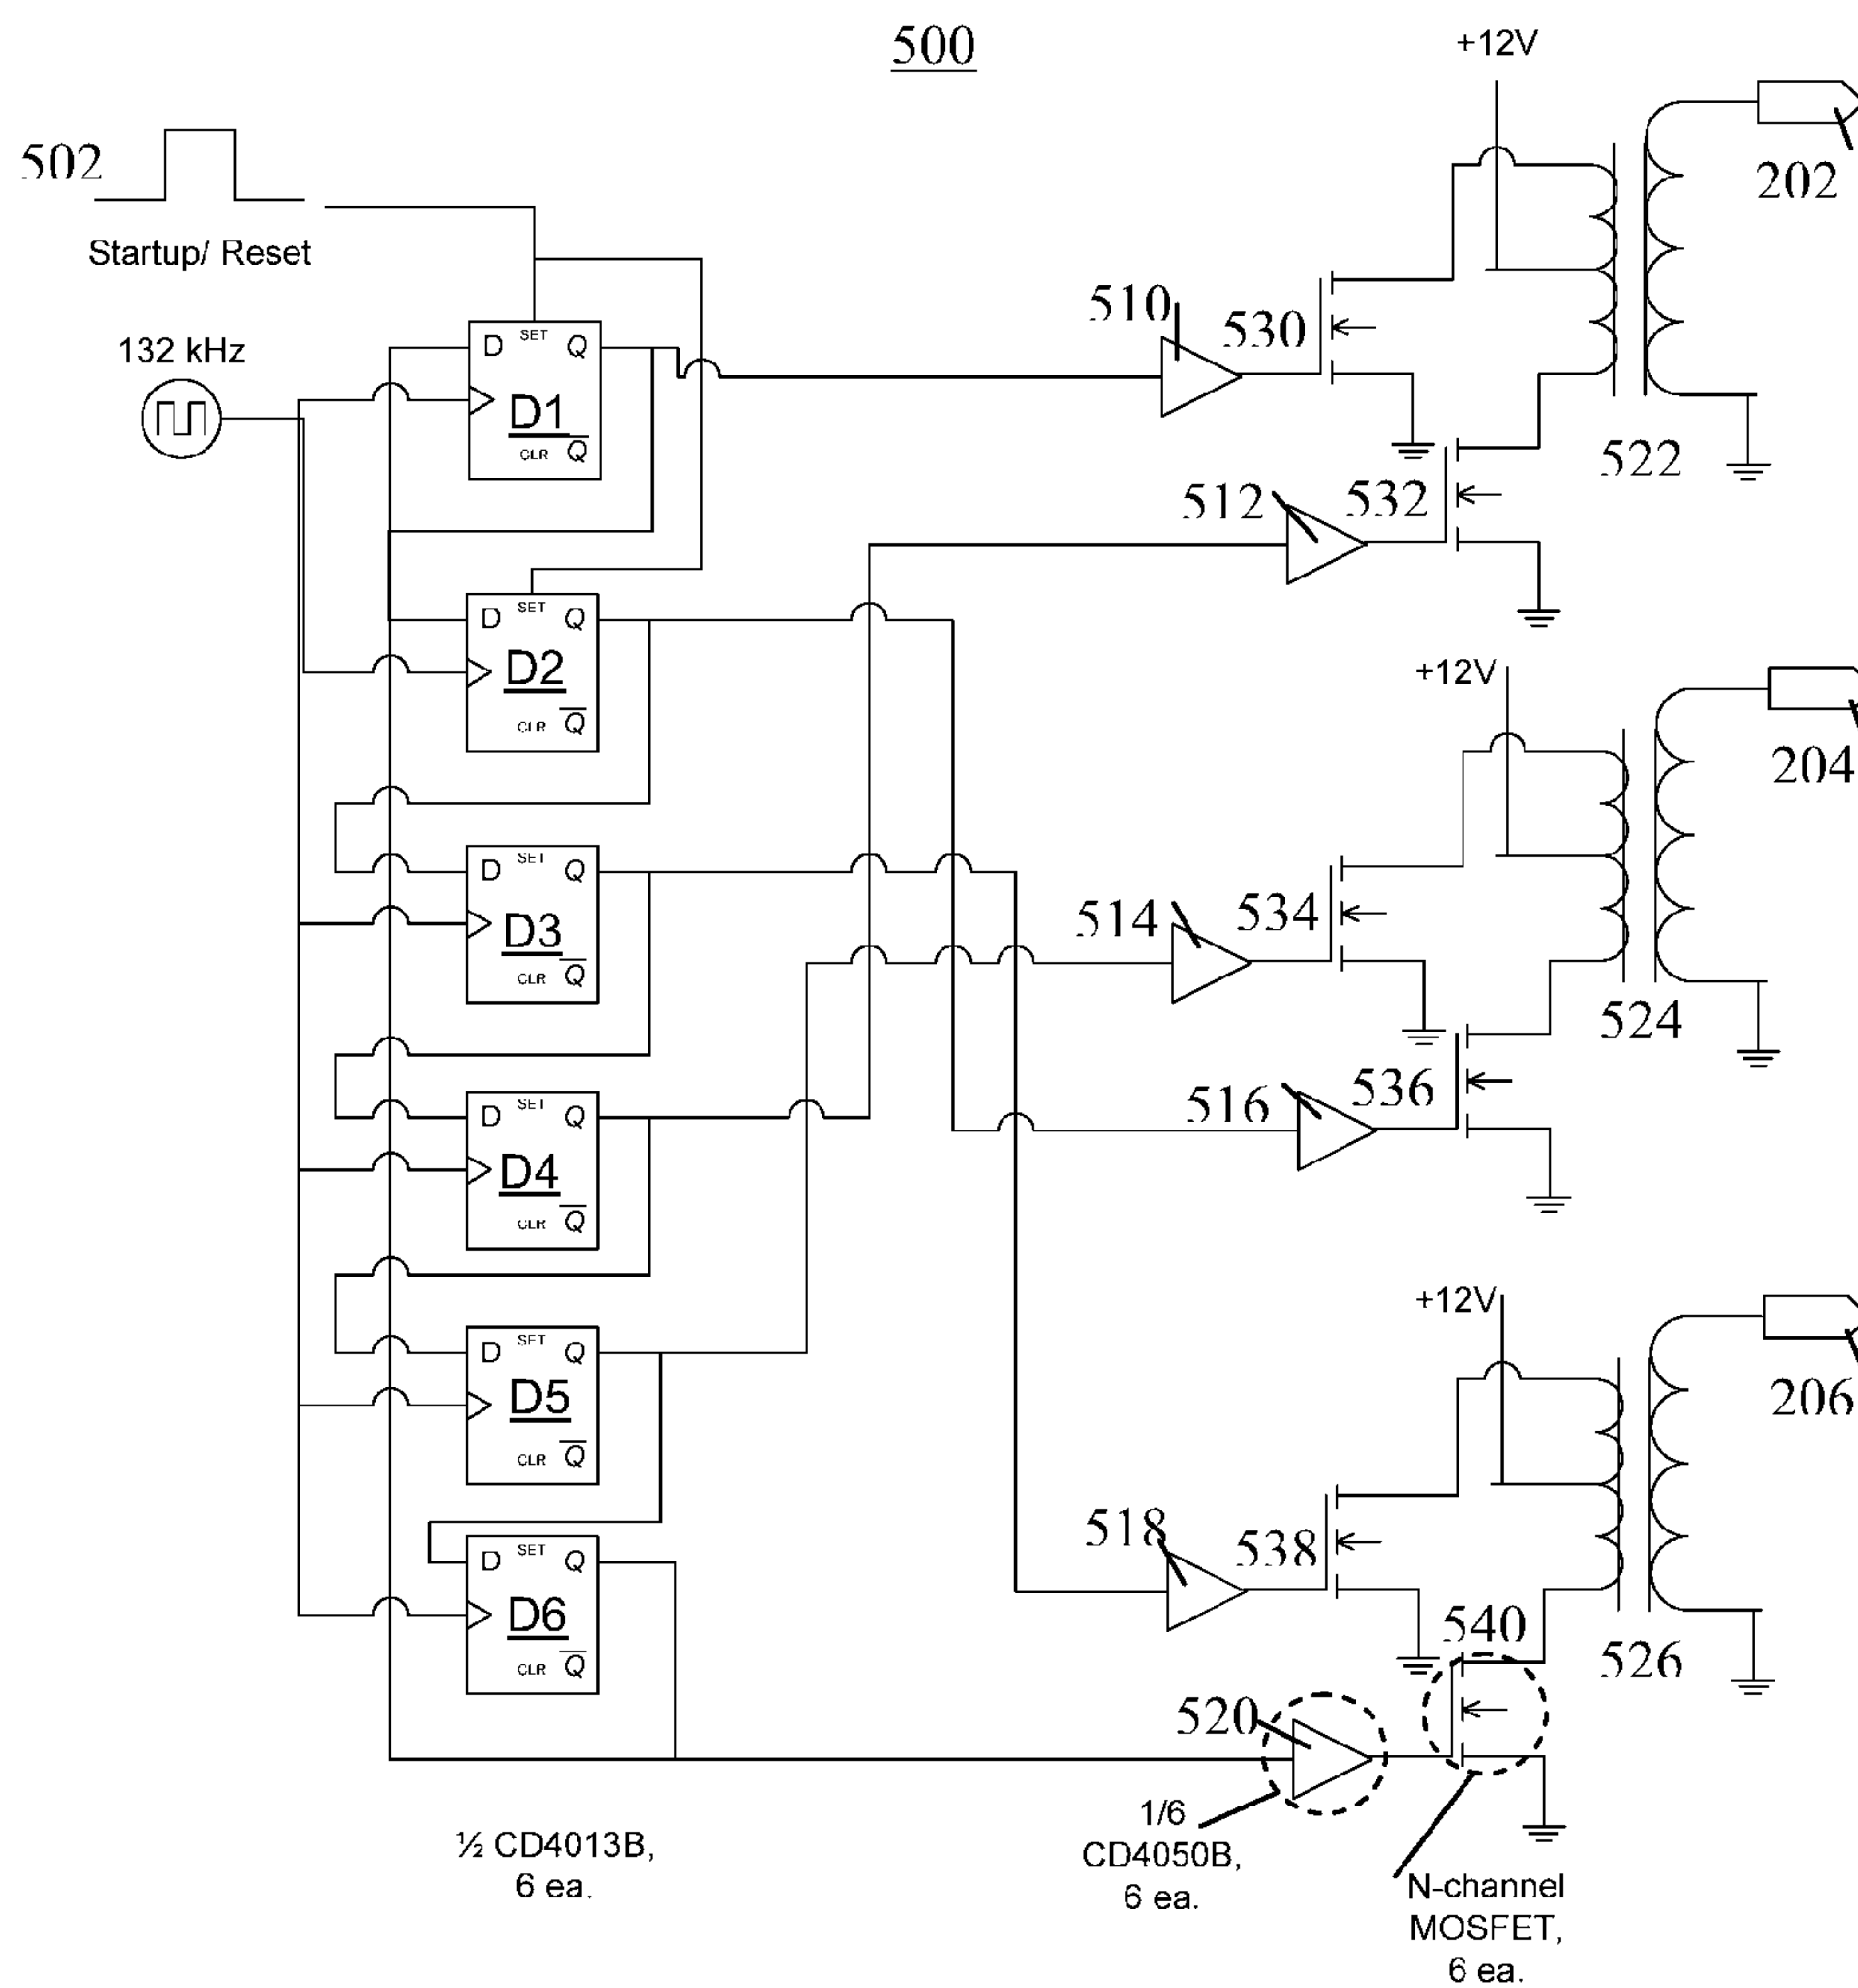 500
+12V
502
202
Startup/ Reset
132 kHz
510
530
D SET Q
D1
CLR Q
522
512
532
D SET Q
D2
CLR Q
+12V
204
D SET Q
D3
CLR Q
514
534
524
516
536
D SET Q
D4
CLR Q
+12V
206
D SET Q
D5
CLR Q
518
538
D SET Q
D6
CLR Q
540
526
520
1/6
CD4050B,
6 ea.
½ CD4013B,
6 ea.
N-channel
MOSFET,
6 ea.